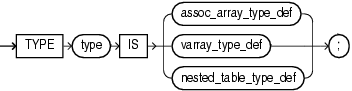 assoc_array_type_def
TYPE type IS varray_type_def ;
nested_table_type_def